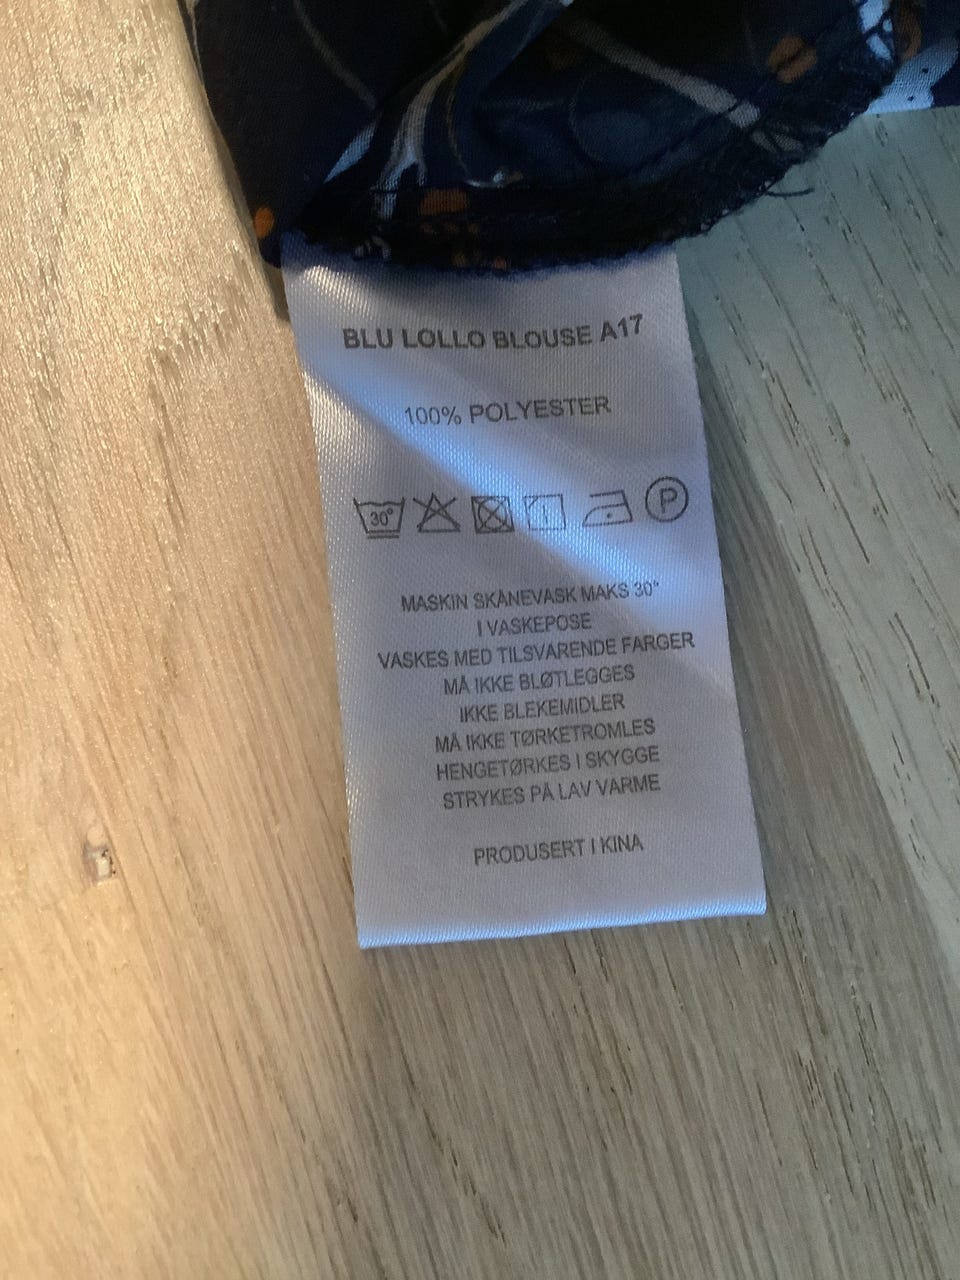 BLU LOLLO BLOUSE A17
100% POLYESTER
30° P
MASKIN SKÅNEVASK MAKS 30°
I VASKEPOSE
VASKES MED TILSVARENDE FARGER
MÅ IKKE BLØTLEGGES
IKKE BLEKEMIDLER
MÅ IKKE TØRKETROMLES
HENGETØRKES I SKYGGE
STRYKES PÅ LAV VARME
PRODUSERT I KINA